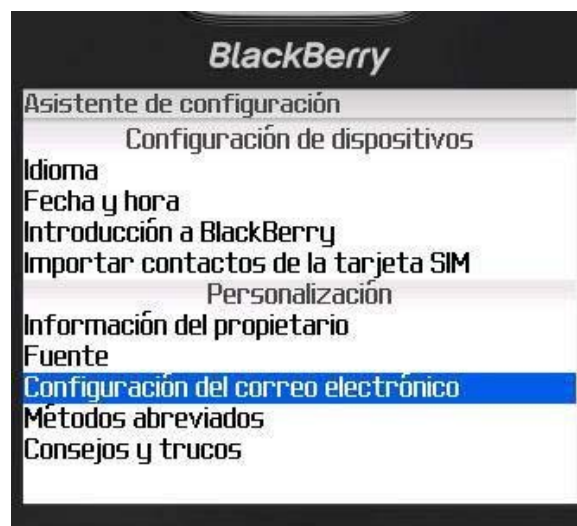 BlackBerry
Asistente de configuración
Configuración de dispositivos
Idioma
Fecha y hora
Introducción a BlackBerry
Importar contactos de la tarjeta SIM
Personalización
Información del propietario
Fuente
Configuración del correo electrónico
Métodos abreviados
Consejos y trucos